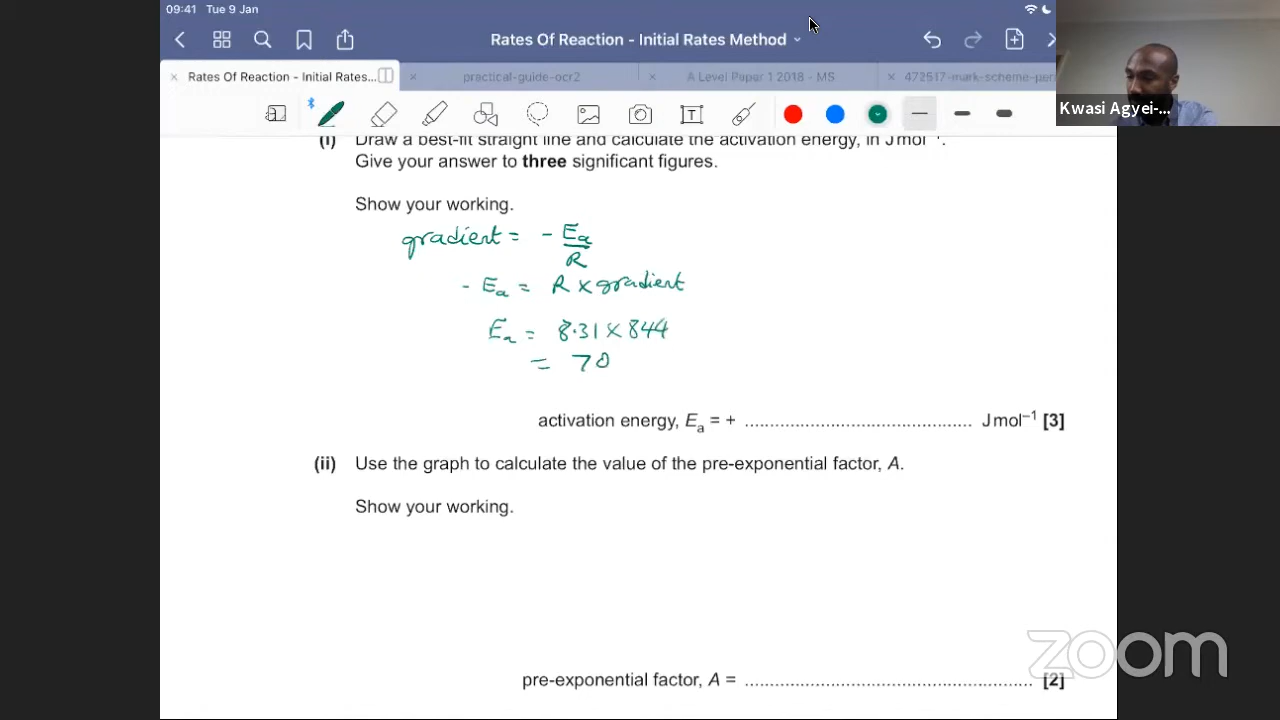 09:41 Tue 9 Jan
Rates Of Reaction - Initial Rates Method
Rates Of Reaction - Initial Rates...
practical-guide-ocr2
A Level Paper 1 2018 - MS
472517-mark-scheme-per
Kwasi Agyei-...
(i) Draw a best-fit straight line and calculate the activation energy, in J mol⁻¹.
Give your answer to three significant figures.
Show your working.
gradient = - Ea/R
- Ea = R × gradient
Ea = 8.31 × 844
= 70
activation energy, Ea = + .......................................... J mol⁻¹ [3]
(ii) Use the graph to calculate the value of the pre-exponential factor, A.
Show your working.
zoom
pre-exponential factor, A = ..................................................... [2]